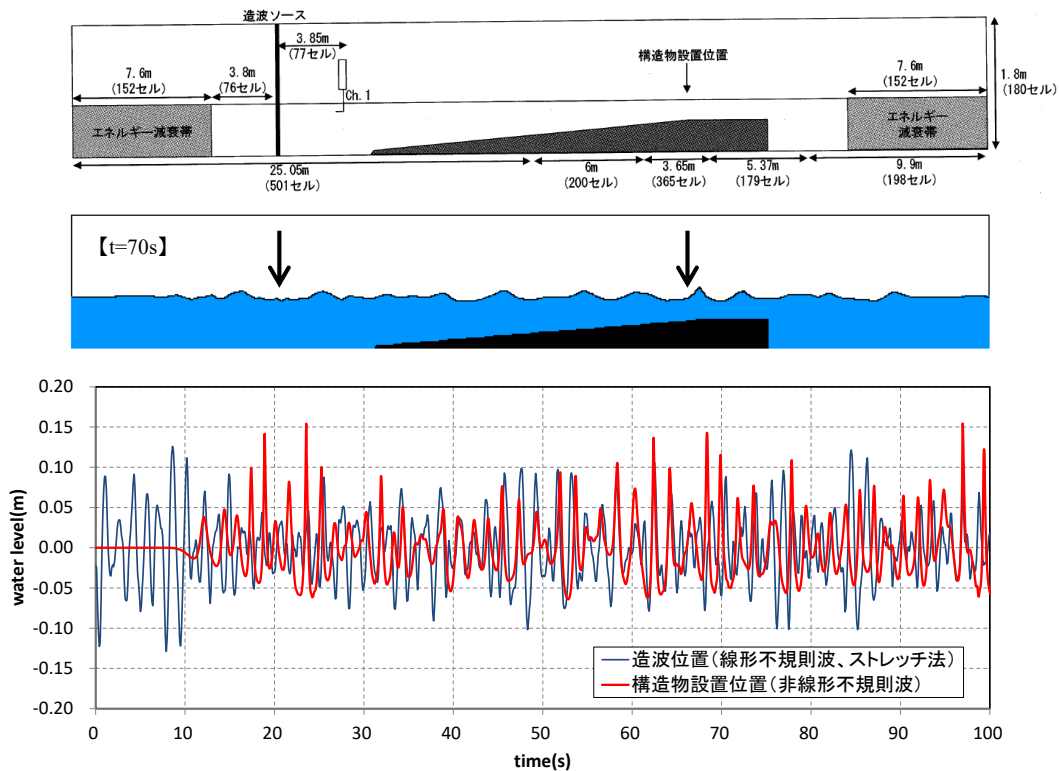 造波ソース
3.85m
(77セル)
構造物設置位置
7.6m
(152セル)
3.8m
(76セル)
7.6m
(152セル)
1.8m
(180セル)
Ch.1
エネルギー減衰帯
エネルギー
減衰帯
25.05m
(501セル)
6m
(200セル)
3.65m
(365セル)
5.37m
(179セル)
9.9m
(198セル)
【t=70s】
0.20
0.15
0.10
0.05
0.00
-0.05
-0.10
-0.15
-0.20
water level(m)
造波位置(線形不規則波、ストレッチ法)
構造物設置位置(非線形不規則波)
0 10 20 30 40 50 60 70 80 90 100
time(s)